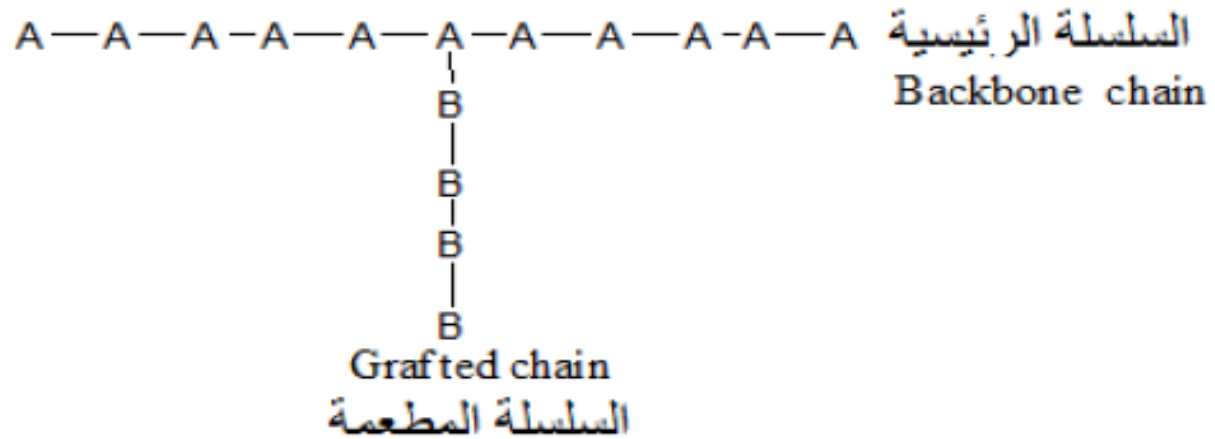 A—A—A–A—A—A–A—A—A-A—A السلسلة الرئيسية
Backbone chain
B
B
B
B
Grafted chain
السلسلة المطعمة